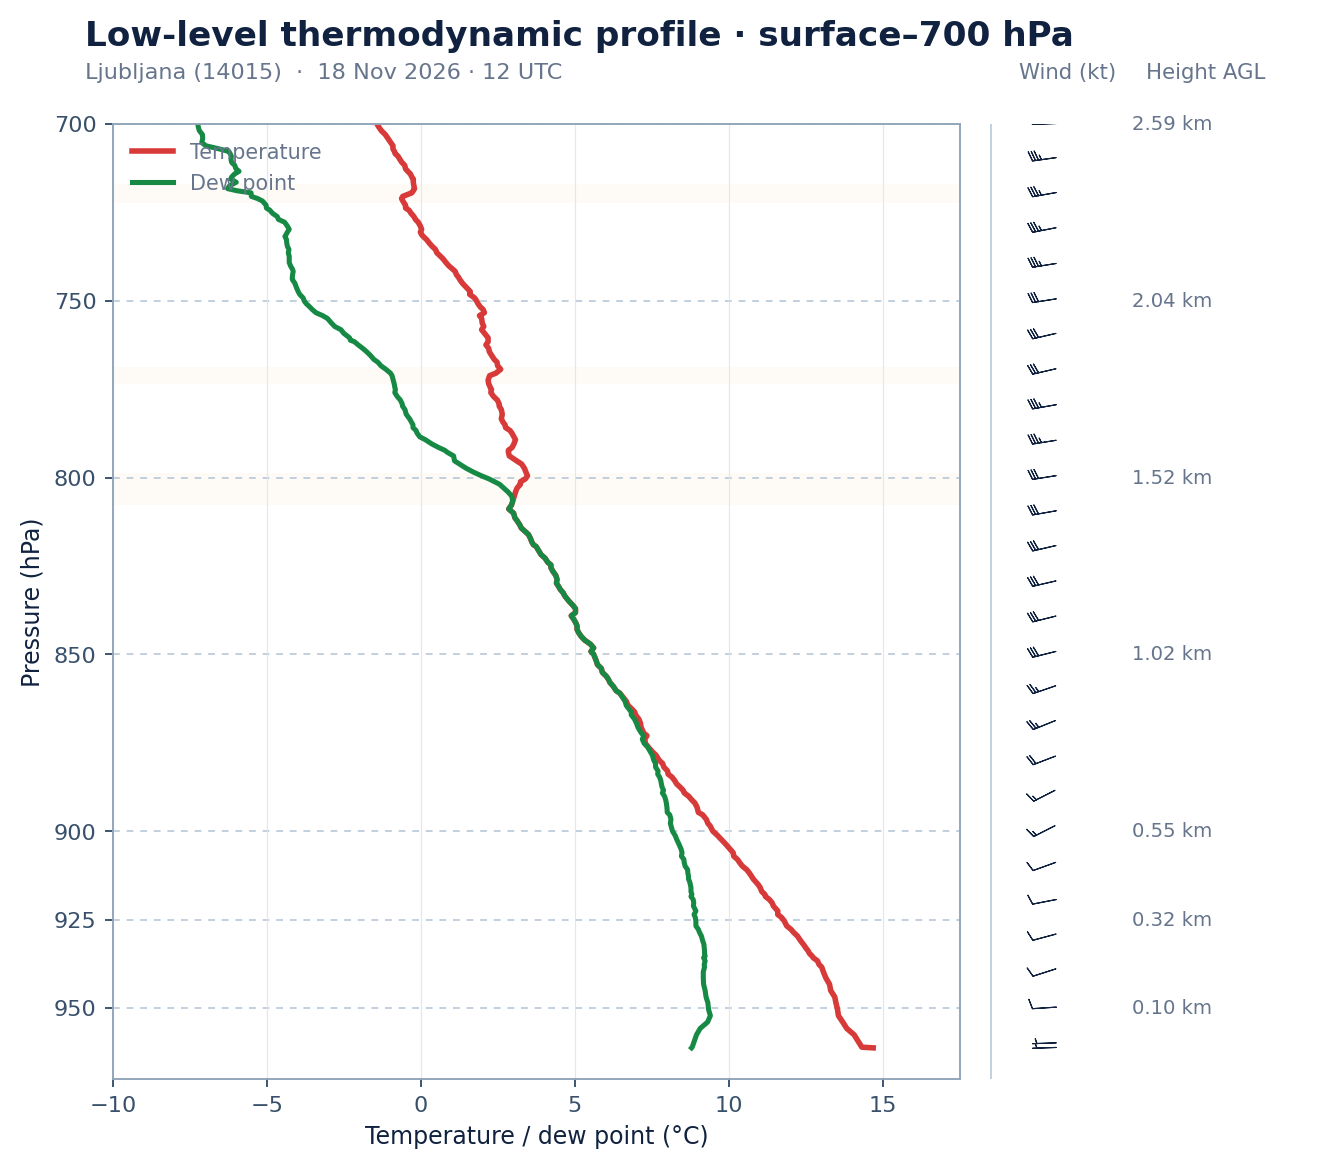 Low-level thermodynamic profile · surface–700 hPa
Ljubljana (14015)  ·  18 Nov 2026 · 12 UTC
Wind (kt)
Height AGL
Temperature
Dew point
700
750
800
850
900
925
950
Pressure (hPa)
−10
−5
0
5
10
15
Temperature / dew point (°C)
2.59 km
2.04 km
1.52 km
1.02 km
0.55 km
0.32 km
0.10 km